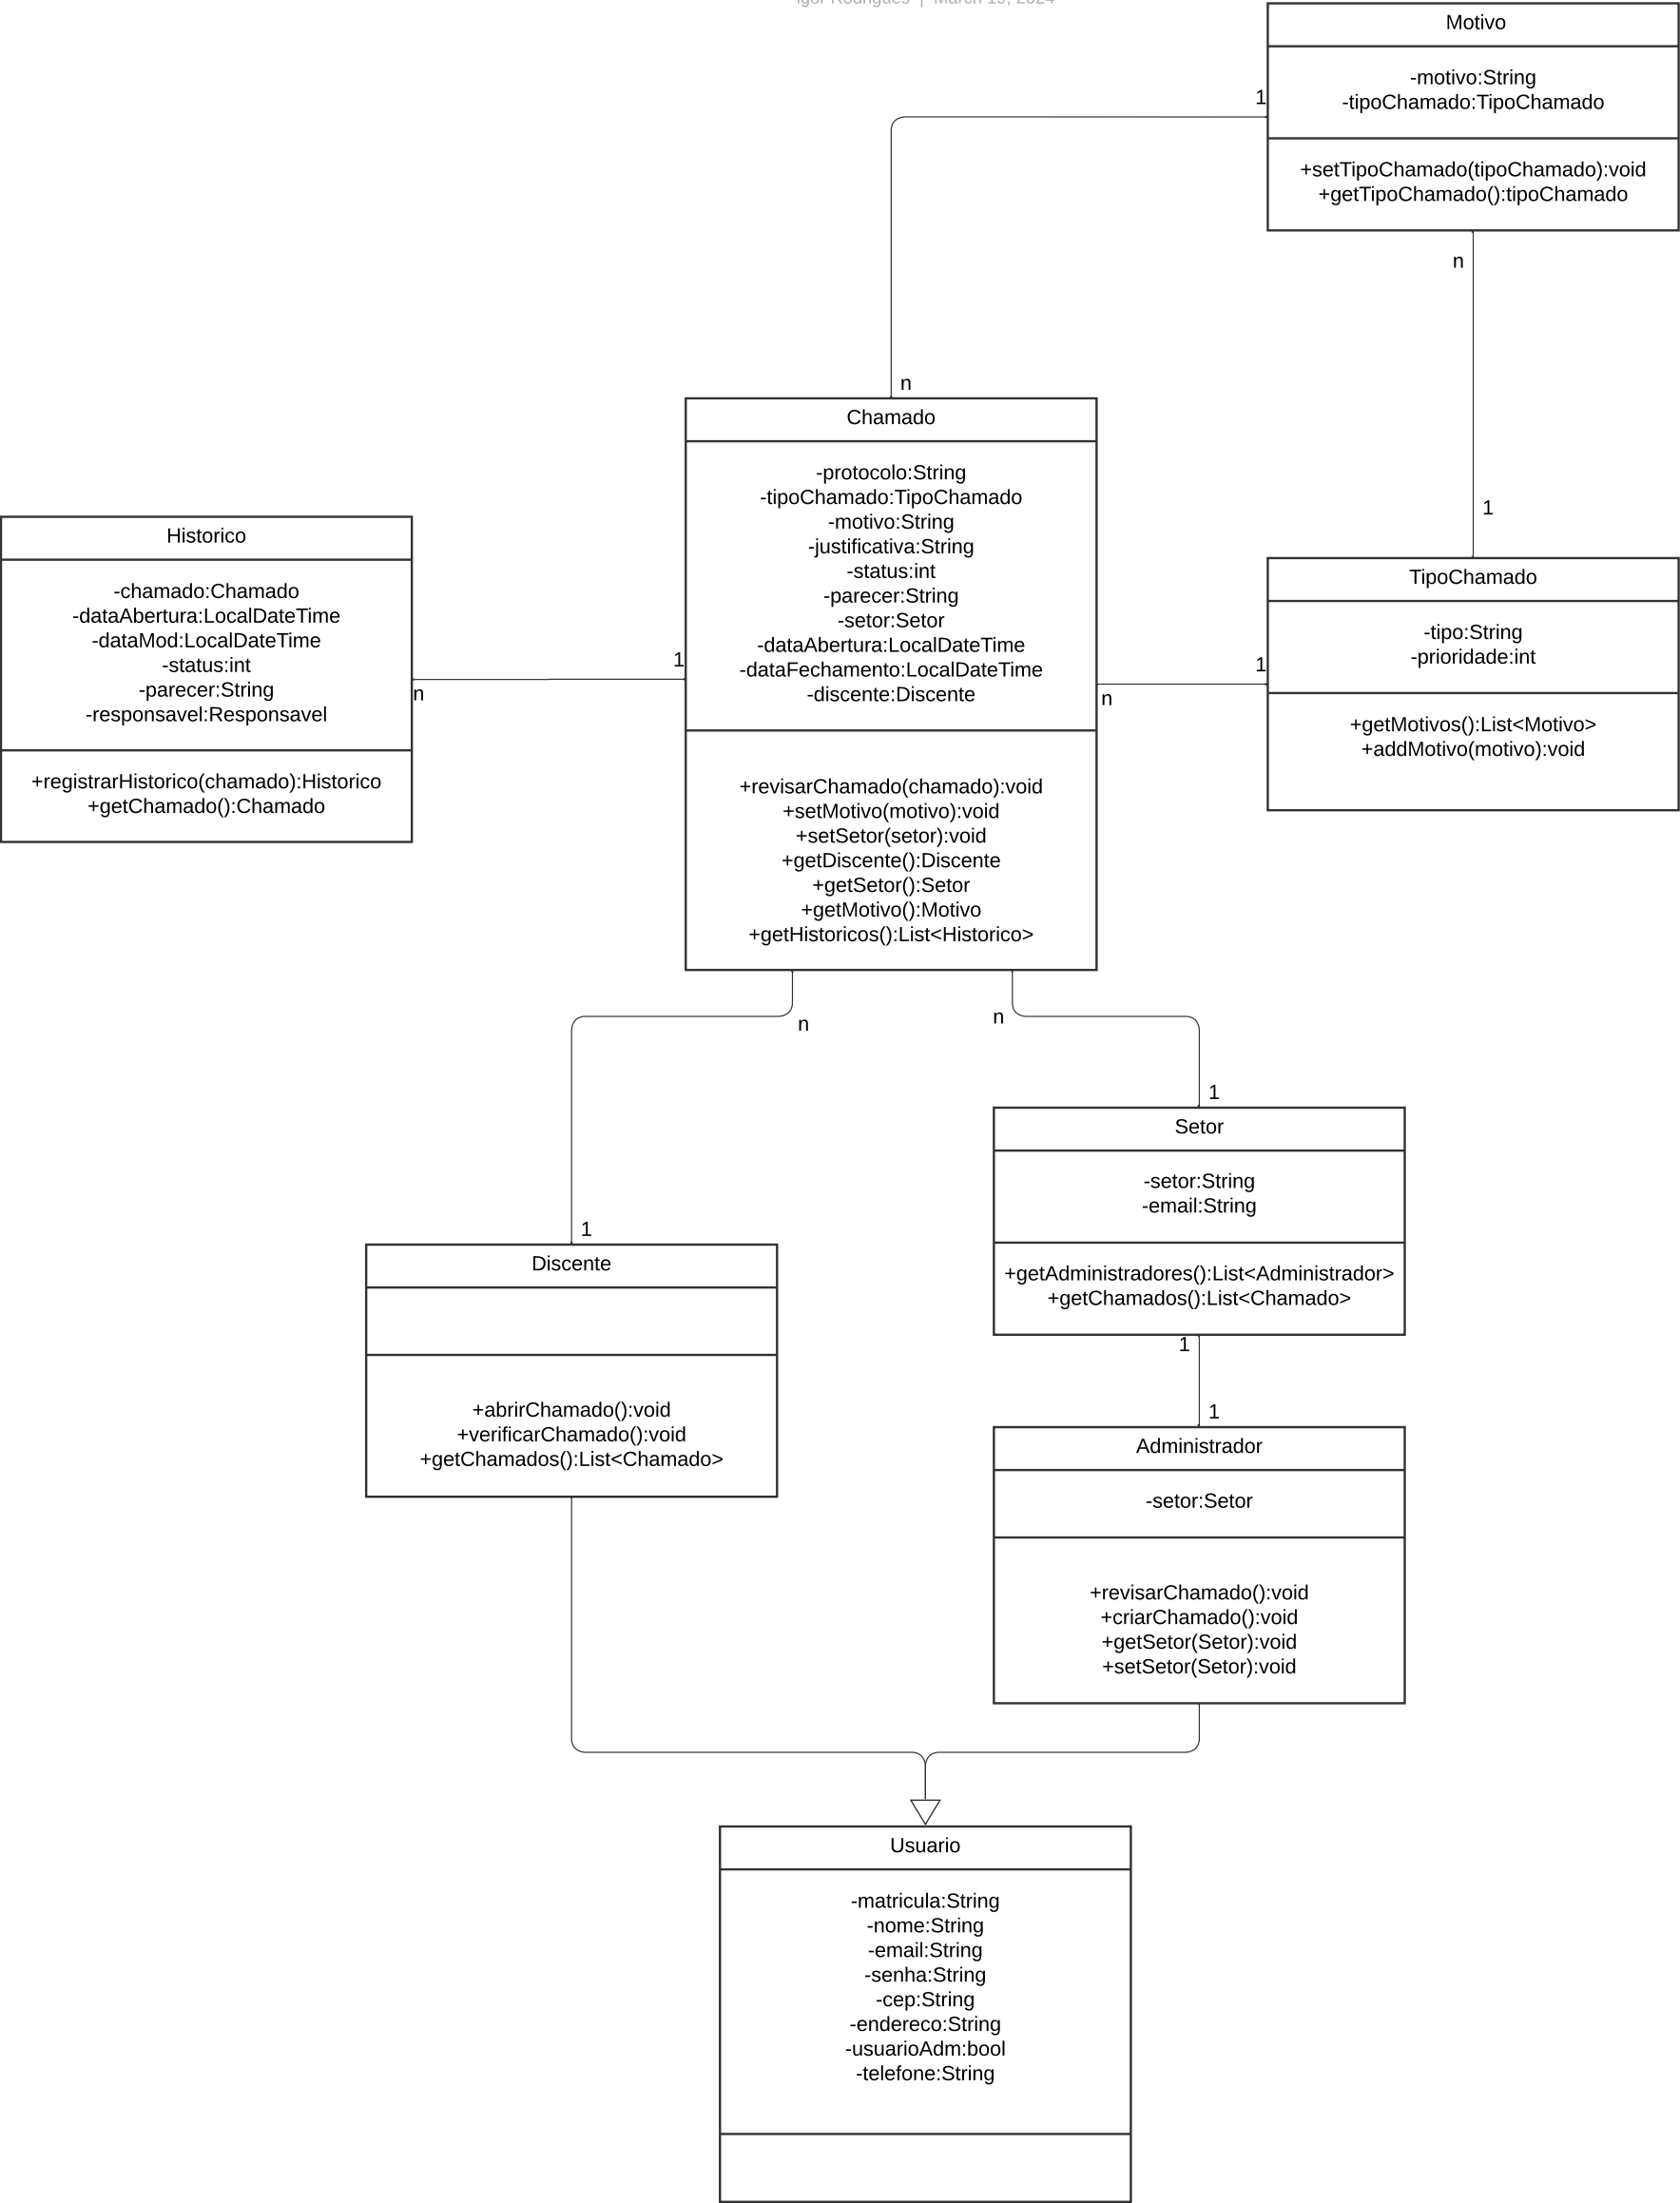 Igor Rodrigues | March 19, 2024
Motivo
-motivo:String
-tipoChamado:TipoChamado
+setTipoChamado(tipoChamado):void
+getTipoChamado():tipoChamado
1
n
n
1
Chamado
-protocolo:String
-tipoChamado:TipoChamado
-motivo:String
-justificativa:String
-status:int
-parecer:String
-setor:Setor
-dataAbertura:LocalDateTime
-dataFechamento:LocalDateTime
-discente:Discente
+revisarChamado(chamado):void
+setMotivo(motivo):void
+setSetor(setor):void
+getDiscente():Discente
+getSetor():Setor
+getMotivo():Motivo
+getHistoricos():List<Historico>
Historico
-chamado:Chamado
-dataAbertura:LocalDateTime
-dataMod:LocalDateTime
-status:int
-parecer:String
-responsavel:Responsavel
+registrarHistorico(chamado):Historico
+getChamado():Chamado
n
1
TipoChamado
-tipo:String
-prioridade:int
+getMotivos():List<Motivo>
+addMotivo(motivo):void
n
1
n
n
1
1
Setor
-setor:String
-email:String
+getAdministradores():List<Administrador>
+getChamados():List<Chamado>
Discente
+abrirChamado():void
+verificarChamado():void
+getChamados():List<Chamado>
1
1
Administrador
-setor:Setor
+revisarChamado():void
+criarChamado():void
+getSetor(Setor):void
+setSetor(Setor):void
Usuario
-matricula:String
-nome:String
-email:String
-senha:String
-cep:String
-endereco:String
-usuarioAdm:bool
-telefone:String